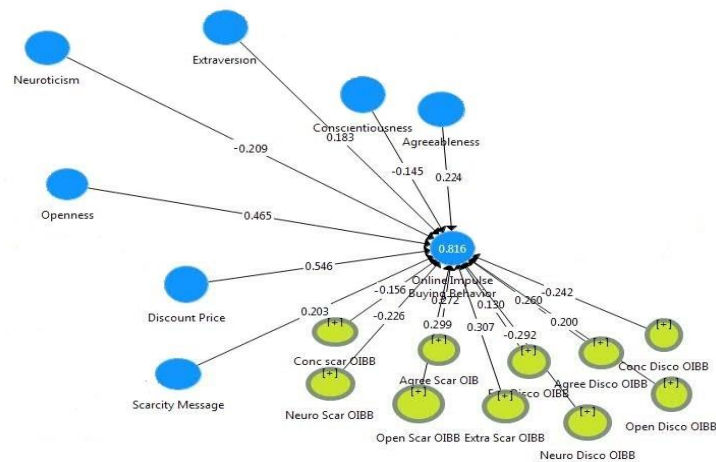 Extraversion
Neuroticism
Conscientiousness
Agreeableness
0.183
-0.209
-0.145
0.224
Openness
0.465
0.816
0.546
Online Impulse
Buying Behavior
Discount Price
0.203
-0.156
-0.226
0.272
0.130
0.260
-0.242
0.299
0.307
-0.292
0.200
Scarcity Message
[+]
Conc scar OIBB
[+]
Neuro Scar OIBB
[+]
Agree Scar OIB
[+]
Open Scar OIBB
[+]
Extra Scar OIBB
[+]
Disco OIBB
[+]
Neuro Disco OIBB
[+]
Agree Disco OIBB
[+]
Conc Disco OIBB
[+]
Open Disco OIBB